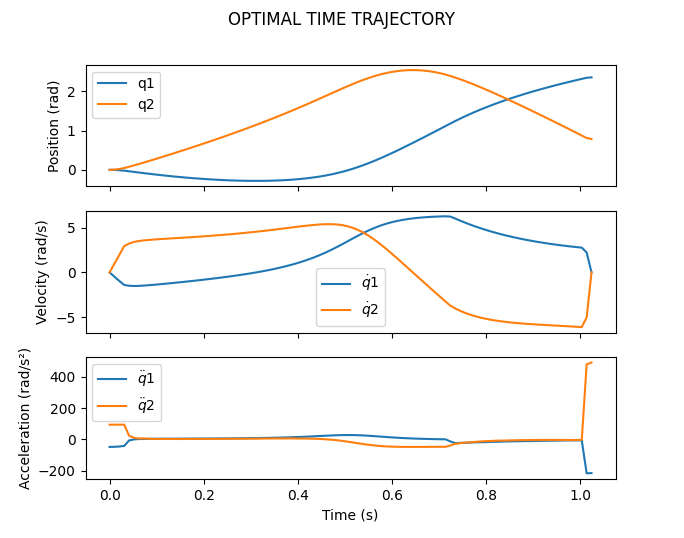 OPTIMAL TIME TRAJECTORY
Position (rad)
2
1
0
q1
q2
Velocity (rad/s)
5
0
−5
q̇1
q̇2
Acceleration (rad/s²)
400
200
0
−200
q̈1
q̈2
0.0 0.2 0.4 0.6 0.8 1.0
Time (s)